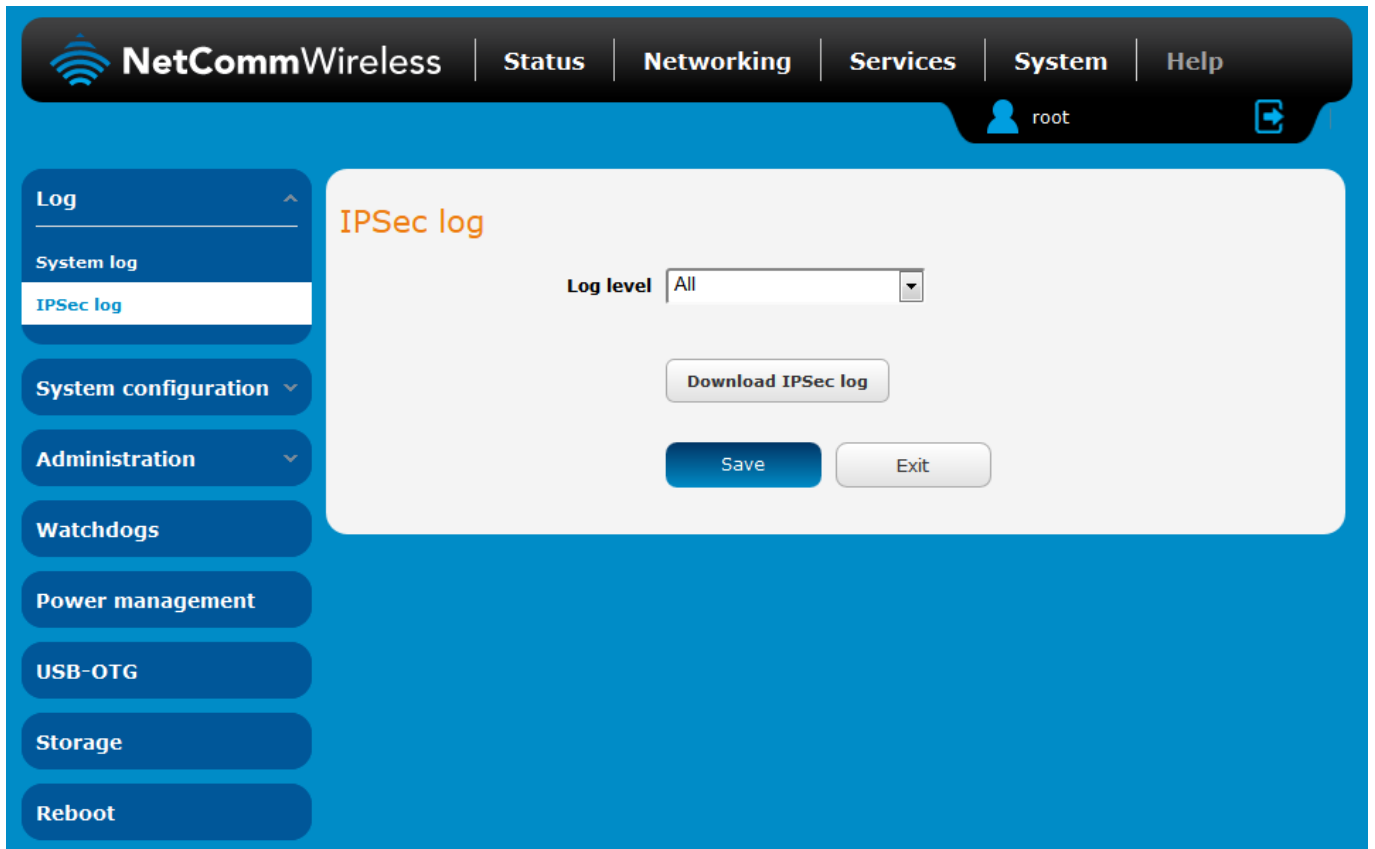 NetCommWireless Status Networking Services System Help
root
Log
System log
IPSec log
System configuration
Administration
Watchdogs
Power management
USB-OTG
Storage
Reboot
IPSec log
Log level All
Download IPSec log
Save Exit